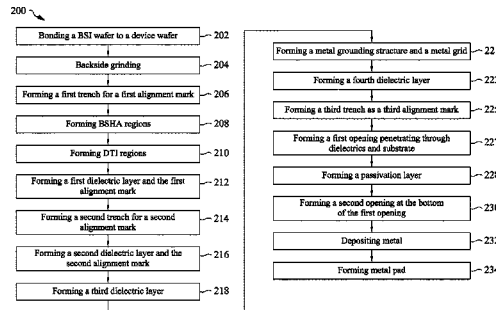 200
Bonding a BSI wafer to a device wafer 202
Backside grinding 204
Forming a first trench for a first alignment mark 206
Forming BSHA regions 208
Forming DTI regions 210
Forming a first dielectric layer and the first
alignment mark 212
Forming a second trench for a second
alignment mark 214
Forming a second dielectric layer and the
second alignment mark 216
Forming a third dielectric layer 218
Forming a metal grounding structure and a metal grid
Forming a fourth dielectric layer
Forming a third trench as a third alignment mark
Forming a first opening penetrating through
dielectrics and substrate
Forming a passivation layer 228
Forming a second opening at the bottom
of the first opening 230
Depositing metal 232
Forming metal pad 234